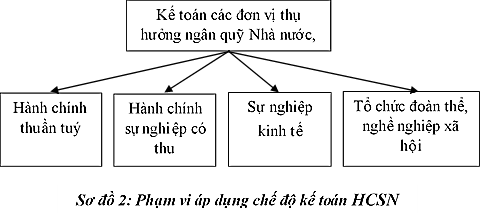 Kế toán các đơn vị thụ
hưởng ngân quỹ Nhà nước,
Hành chính
thuần tuý
Hành chính
sự nghiệp có
thu
Sự nghiệp
kinh tế
Tổ chức đoàn thể,
nghề nghiệp xã
hội
Sơ đồ 2: Phạm vi áp dụng chế độ kế toán HCSN